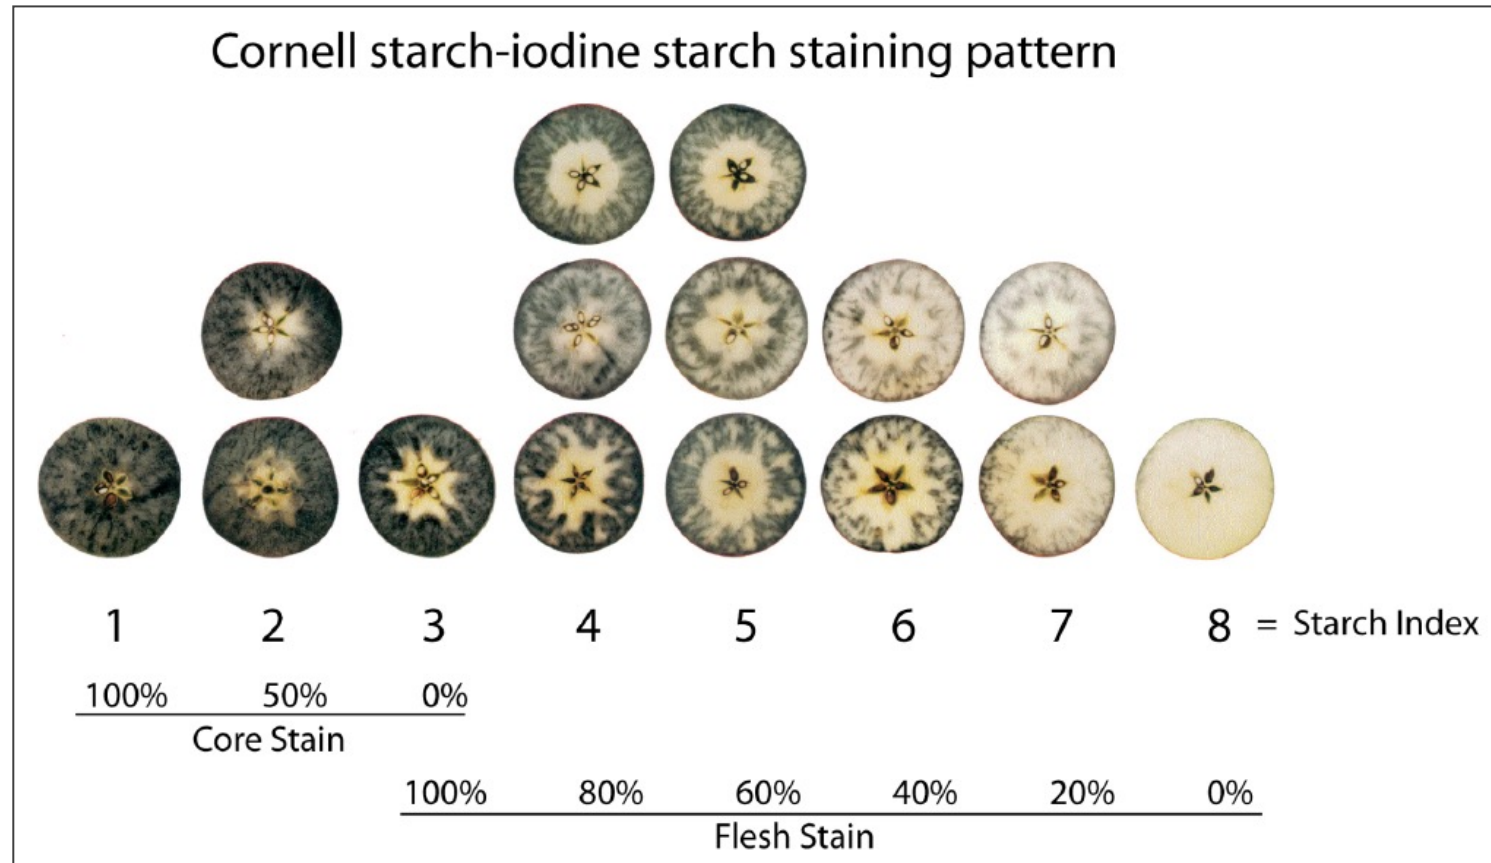 Cornell starch-iodine starch staining pattern
1 2 3 4 5 6 7 8 = Starch Index
100% 50% 0%
Core Stain
100% 80% 60% 40% 20% 0%
Flesh Stain